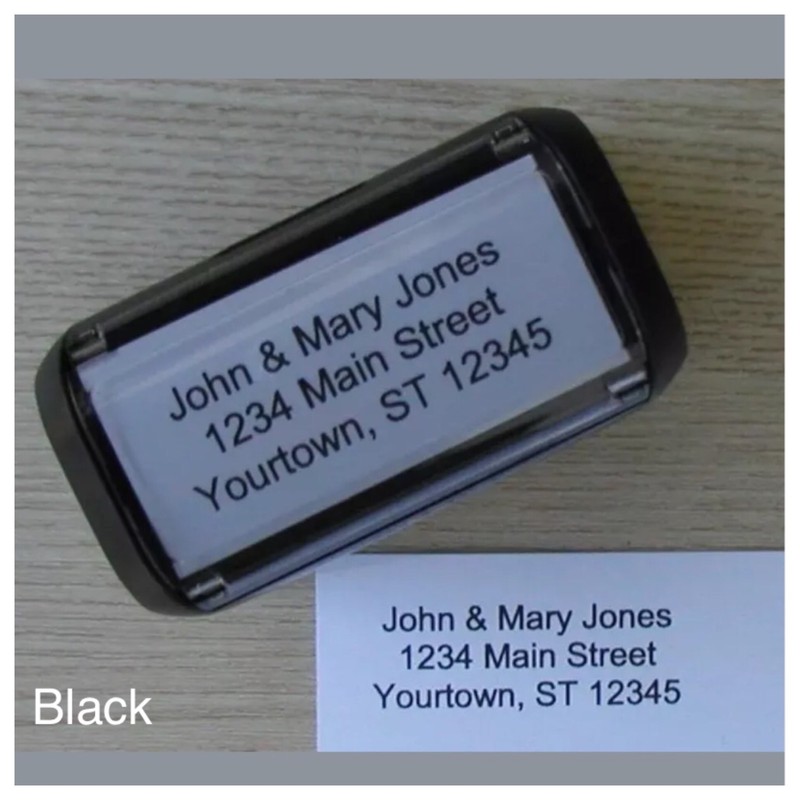 John & Mary Jones
1234 Main Street
Yourtown, ST 12345
John & Mary Jones
1234 Main Street
Yourtown, ST 12345
Black